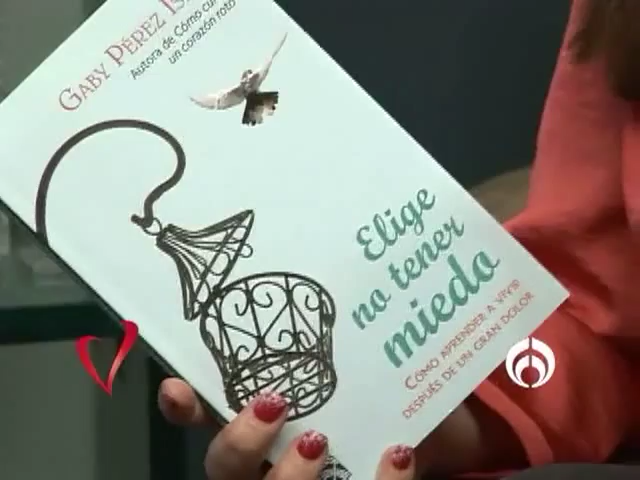 GABY PÉREZ
Autora de Cómo
un corazón roto
Elige
no tener
miedo
CÓMO APRENDER A VIVIR
DESPUÉS DE UN GRAN DOLOR